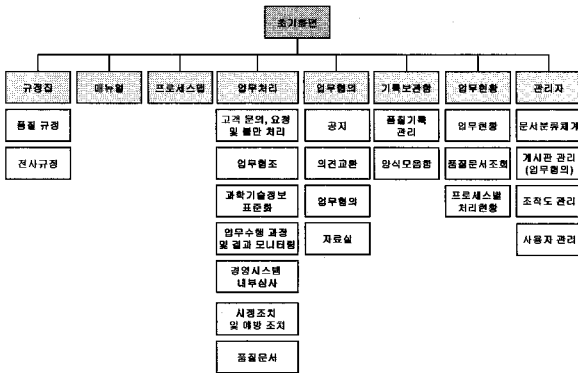 초기화면
규정집
매뉴얼
프로세스맵
업무처리
업무협의
기록보관함
업무현황
관리자
품질 규정
전사규정
고객 문의, 요청
및 불만 처리
업무협조
과학기술정보
표준화
업무수행 과정
및 결과 모니터링
경영시스템
내부심사
시정조치
및 예방 조치
품질문서
공지
의견교환
업무협의
자료실
품질기록
관리
양식모음함
업무현황
품질문서조회
프로세스별
처리현황
문서분류체계
게시판 관리
(업무협의)
조직도 관리
사용자 관리